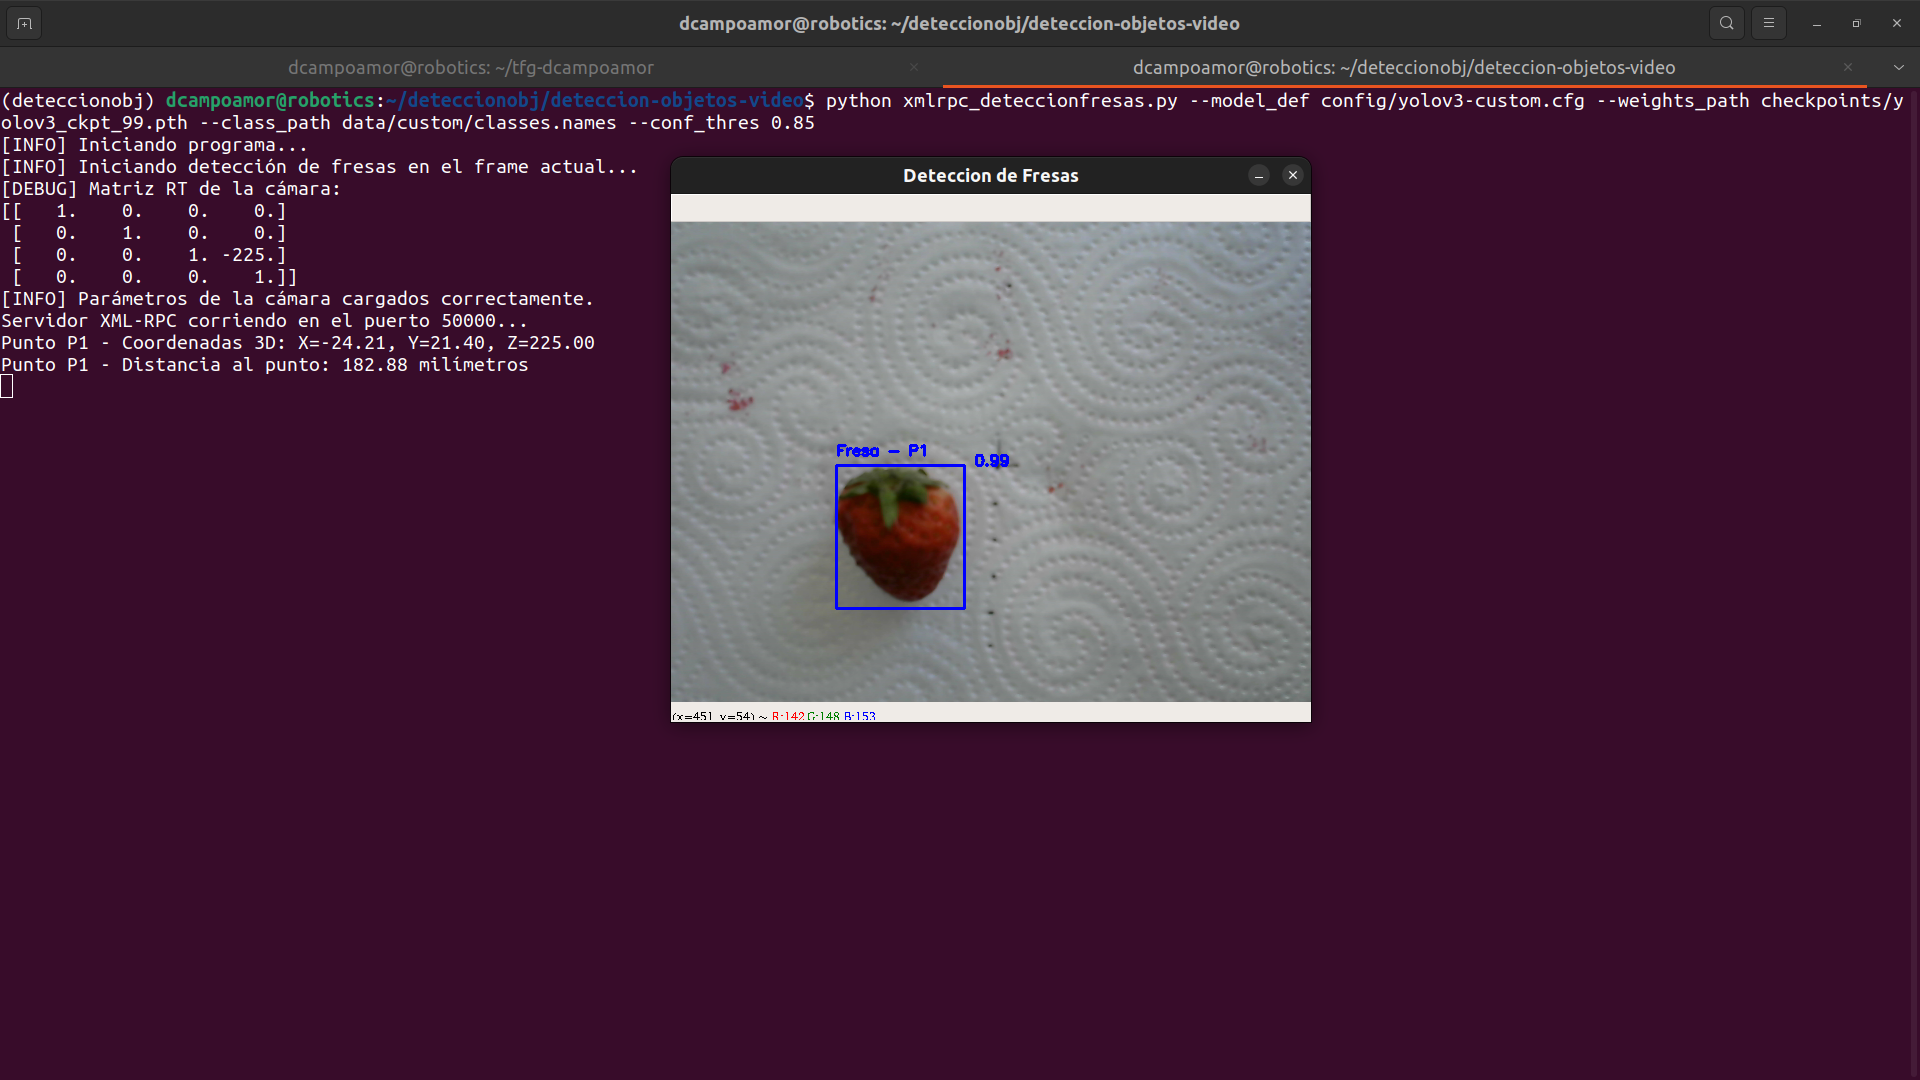 dcampoamor@robotics: ~/deteccionobj/deteccion-objetos-video
dcampoamor@robotics: ~/tfg-dcampoamor
dcampoamor@robotics: ~/deteccionobj/deteccion-objetos-video
(deteccionobj) dcampoamor@robotics:~/deteccionobj/deteccion-objetos-video$ python xmlrpc_deteccionfresas.py --model_def config/yolov3-custom.cfg --weights_path checkpoints/y
olov3_ckpt_99.pth --class_path data/custom/classes.names --conf_thres 0.85
[INFO] Iniciando programa...
[INFO] Iniciando detección de fresas en el frame actual...
[DEBUG] Matriz RT de la cámara:
[[   1.    0.    0.    0.]
 [   0.    1.    0.    0.]
 [   0.    0.    1. -225.]
 [   0.    0.    0.    1.]]
[INFO] Parámetros de la cámara cargados correctamente.
Servidor XML-RPC corriendo en el puerto 50000...
Punto P1 - Coordenadas 3D: X=-24.21, Y=21.40, Z=225.00
Punto P1 - Distancia al punto: 182.88 milímetros
Deteccion de Fresas
Fresa - P1
0.99
(x=451, y=54) ~ R:142 G:148 B:153